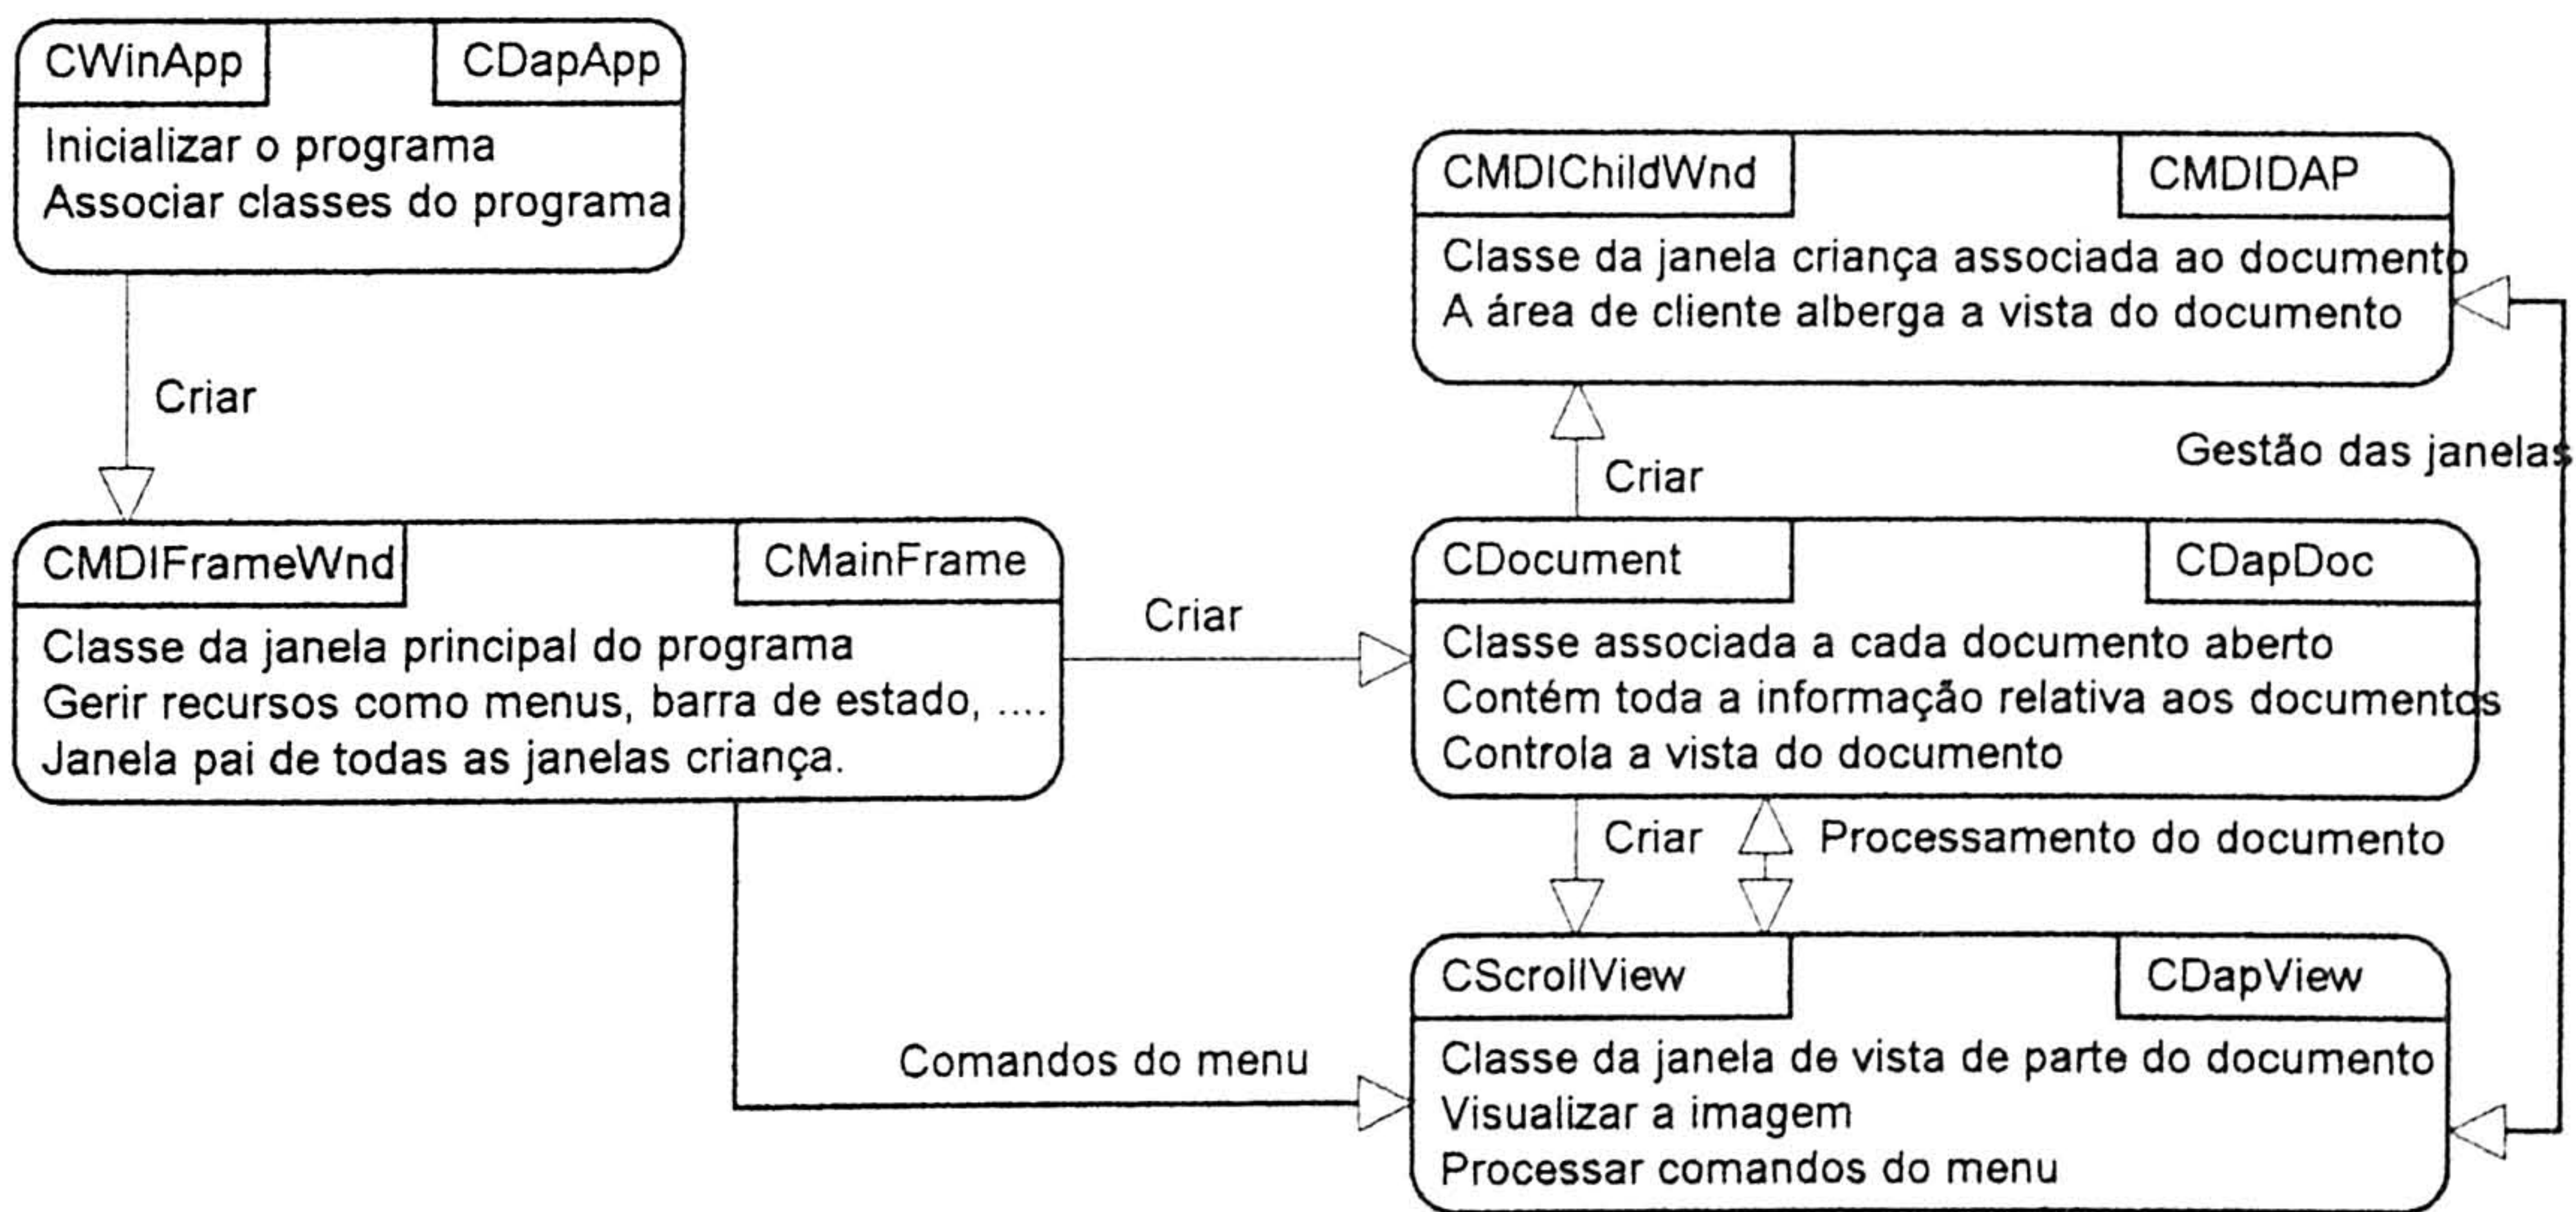 CWinApp
CDapApp
Inicializar o programa
Associar classes do programa
Criar
CMDIFrameWnd
CMainFrame
Classe da janela principal do programa
Gerir recursos como menus, barra de estado, ....
Janela pai de todas as janelas criança.
Criar
Comandos do menu
CMDIChildWnd
CMDIDAP
Classe da janela criança associada ao documento
A área de cliente alberga a vista do documento
Criar
Gestão das janelas
CDocument
CDapDoc
Classe associada a cada documento aberto
Contém toda a informação relativa aos documentos
Controla a vista do documento
Criar
Processamento do documento
CScrollView
CDapView
Classe da janela de vista de parte do documento
Visualizar a imagem
Processar comandos do menu